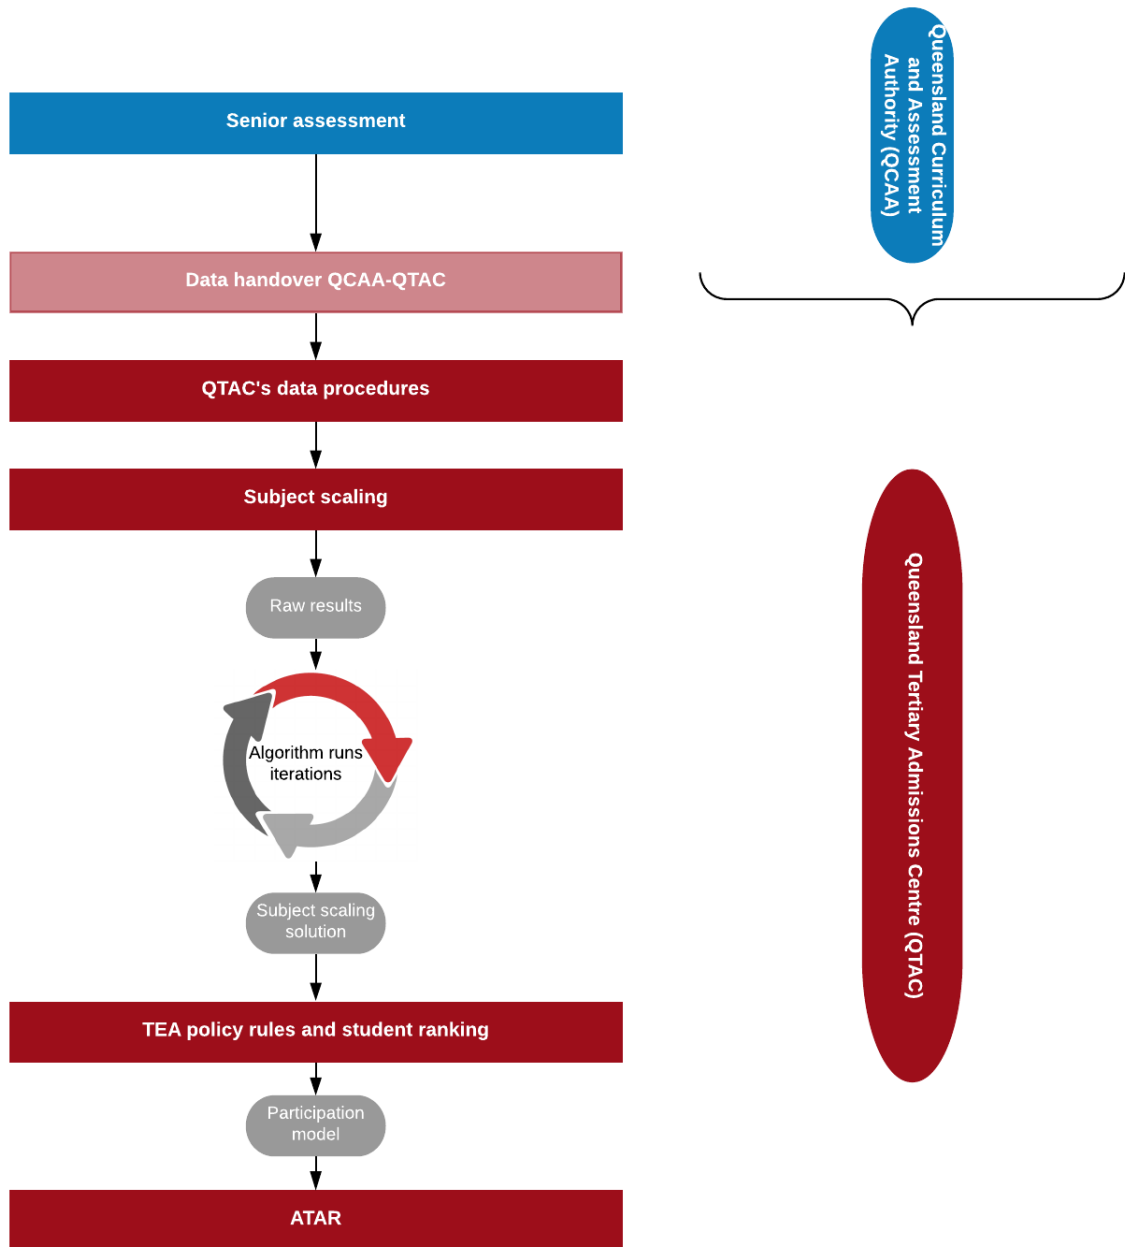 Senior assessment
Data handover QCAA-QTAC
QTAC's data procedures
Subject scaling
Raw results
Algorithm runs
iterations
Subject scaling
solution
TEA policy rules and student ranking
Participation
model
ATAR
Queensland Curriculum
and Assessment
Authority (QCAA)
Queensland Tertiary Admissions Centre (QTAC)